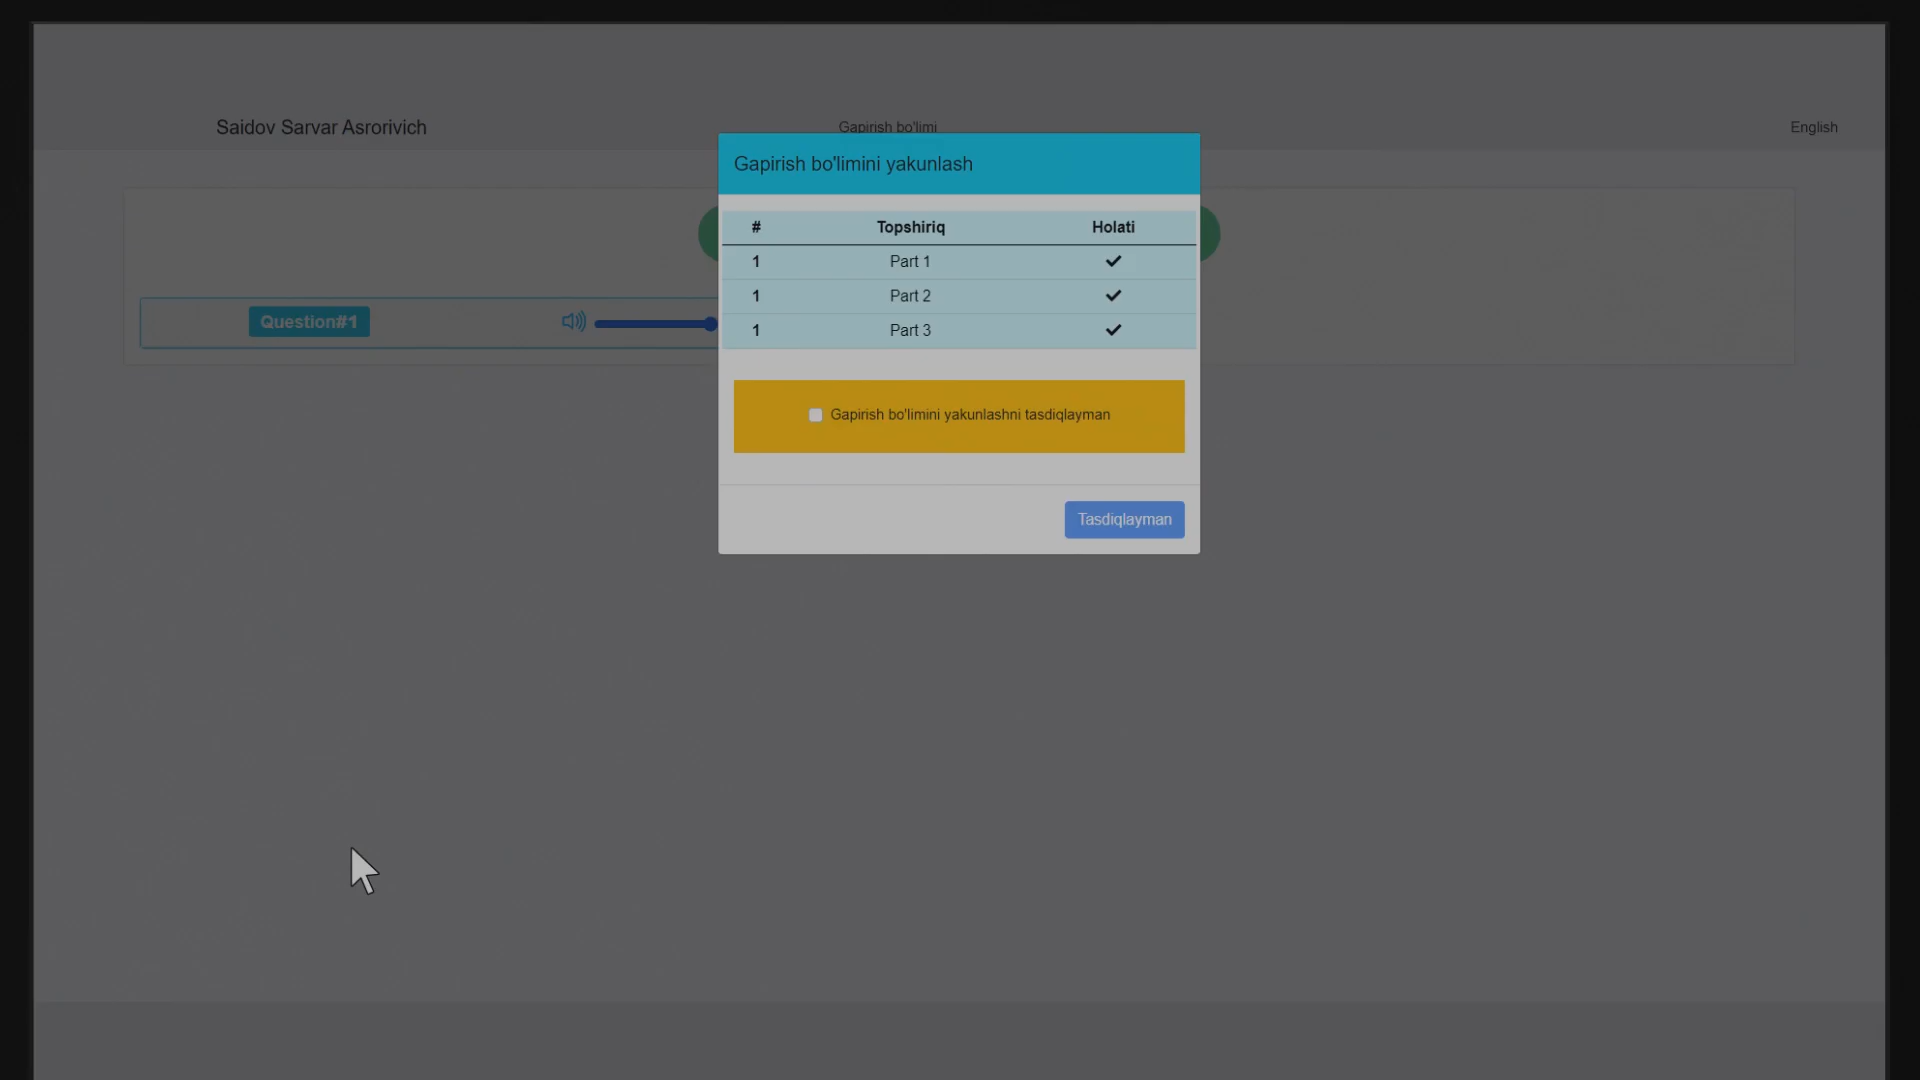 Saidov Sarvar Asrorivich
Gapirish bo'limi
English
Gapirish bo'limini yakunlash
# Topshiriq Holati
1 Part 1
1 Part 2
1 Part 3
Question#1
Gapirish bo'limini yakunlashni tasdiqlayman
Tasdiqlayman